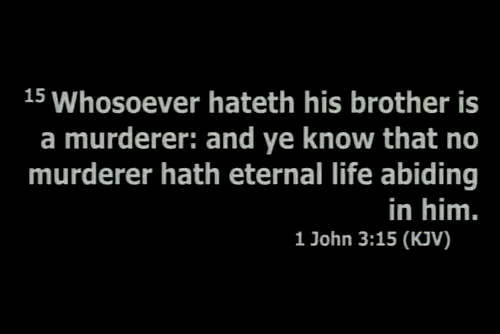 15 Whosoever hateth his brother is
a murderer: and ye know that no
murderer hath eternal life abiding
in him.
1 John 3:15 (KJV)